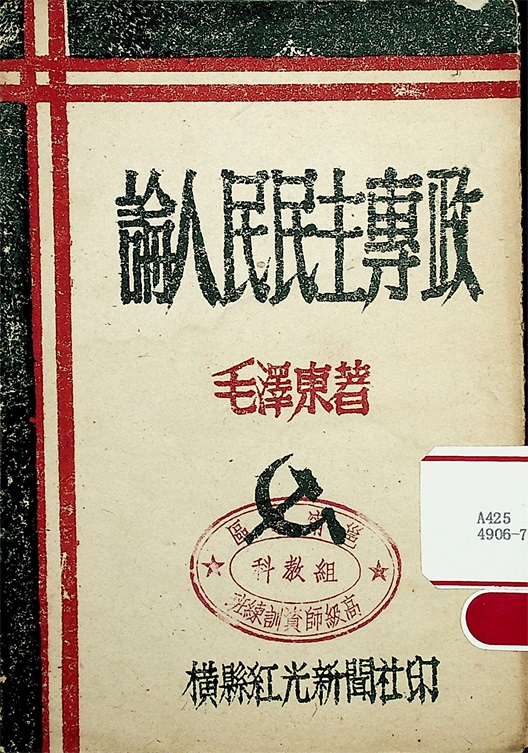 論人民民主專政
毛澤東著
A425
4906-7
區
科教組
高級師資訓練班
橫縣紅光新聞社印